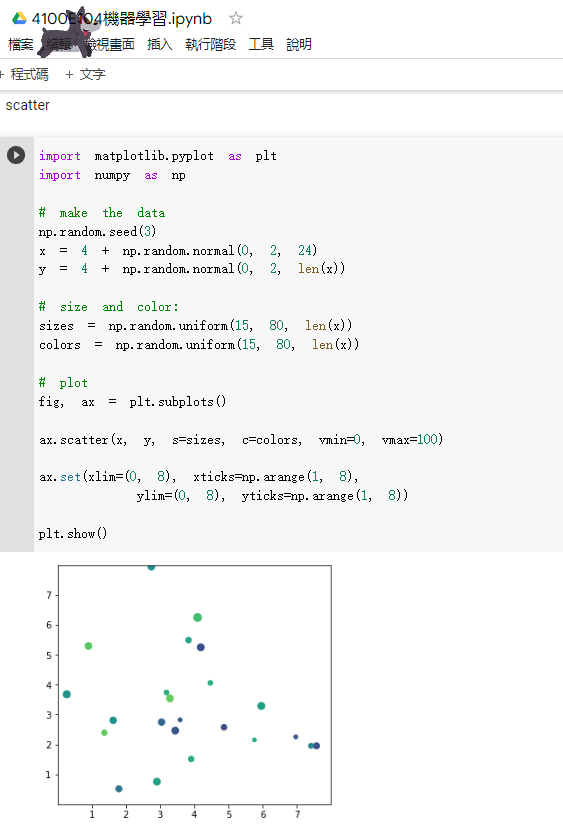 4100E104機器學習.ipynb
檔案 編輯 檢視畫面 插入 執行階段 工具 說明
+ 程式碼 + 文字
scatter
import matplotlib.pyplot as plt
import numpy as np
# make the data
np.random.seed(3)
x = 4 + np.random.normal(0, 2, 24)
y = 4 + np.random.normal(0, 2, len(x))
# size and color:
sizes = np.random.uniform(15, 80, len(x))
colors = np.random.uniform(15, 80, len(x))
# plot
fig, ax = plt.subplots()
ax.scatter(x, y, s=sizes, c=colors, vmin=0, vmax=100)
ax.set(xlim=(0, 8), xticks=np.arange(1, 8),
ylim=(0, 8), yticks=np.arange(1, 8))
plt.show()
7
6
5
4
3
2
1
1 2 3 4 5 6 7